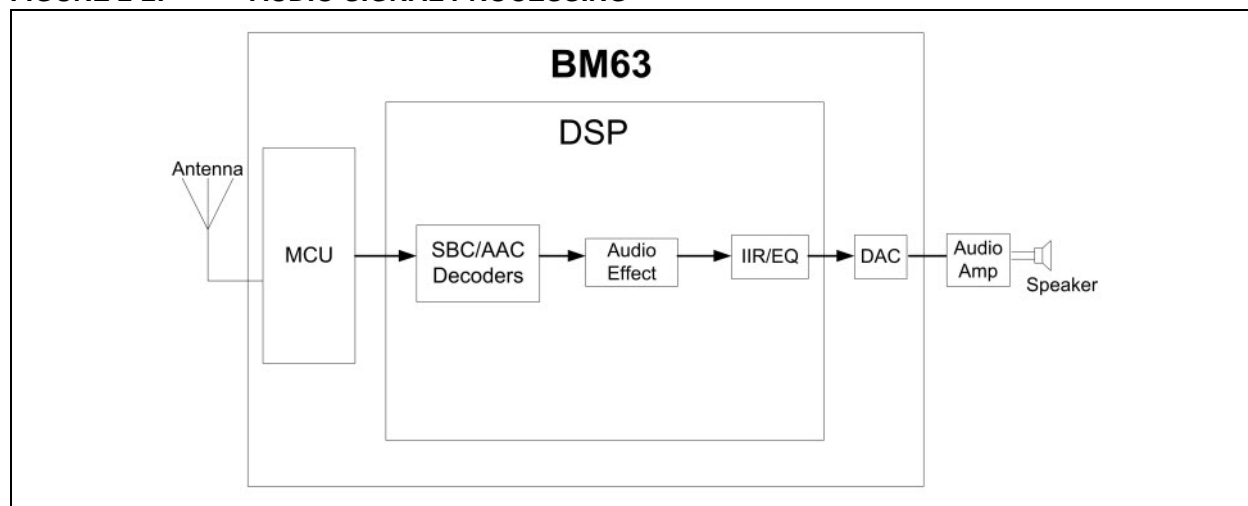 BM63
DSP
Antenna
MCU
SBC/AAC
Decoders
Audio
Effect
IIR/EQ
DAC
Audio
Amp
Speaker